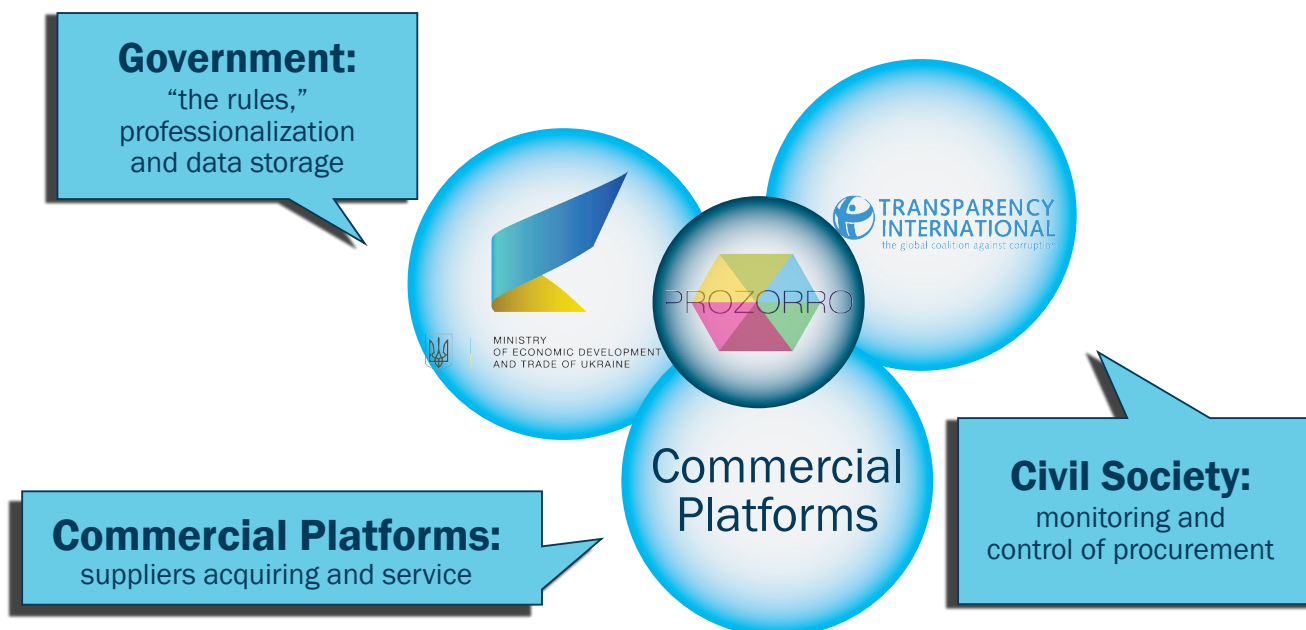 Government:
“the rules,”
professionalization
and data storage
TRANSPARENCY
INTERNATIONAL
the global coalition against corruption
PROZORRO
MINISTRY
OF ECONOMIC DEVELOPMENT
AND TRADE OF UKRAINE
Commercial
Platforms
Civil Society:
monitoring and
control of procurement
Commercial Platforms:
suppliers acquiring and service